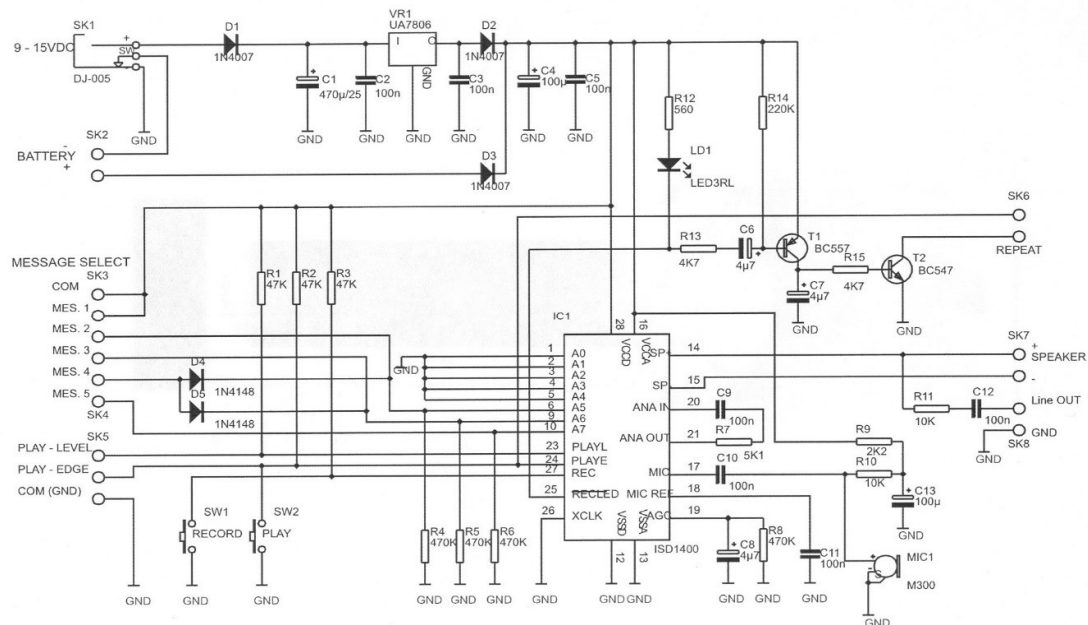 SK1
9 - 15VDC
+
SW
-
DJ-005
GND
SK2
BATTERY
-
+
D1
1N4007
C1
470µ/25
GND
C2
100n
GND
VR1
UA7806
I
O
GND
GND
C3
100n
GND
D2
1N4007
D3
1N4007
C4
100µ
GND
C5
100n
GND
R12
560
LD1
LED3RL
R14
220K
R13
4K7
C6
4µ7
T1
BC557
C7
4µ7
GND
R15
4K7
T2
BC547
GND
SK6
REPEAT
MESSAGE SELECT
SK3
COM
MES. 1
MES. 2
MES. 3
MES. 4
MES. 5
SK4
SK5
PLAY - LEVEL
PLAY - EDGE
COM (GND)
GND
R1
47K
R2
47K
R3
47K
D4
1N4148
D5
1N4148
SW1
RECORD
GND
SW2
PLAY
GND
R4
470K
GND
R5
470K
GND
R6
470K
GND
GND
IC1
1 A0
2 A1
3 A2
4 A3
5 A4
6 A5
9 A6
10 A7
23 PLAYL
24 PLAYE
27 REC
25 RECLED
26 XCLK
GND
28 VCCD
16 VCCA
SP+ 14
SP- 15
ANA IN 20
ANA OUT 21
MIC 17
MIC REF 18
AGC 19
VSSD 12
VSSA 13
ISD1400
GND
GND
C9
100n
R7
5K1
C10
100n
C8
4µ7
GND
R8
470K
GND
C11
100n
GND
R9
2K2
R10
10K
C13
100µ
GND
MIC1
M300
GND
SK7
+
SPEAKER
-
R11
10K
C12
100n
Line OUT
GND
SK8
GND